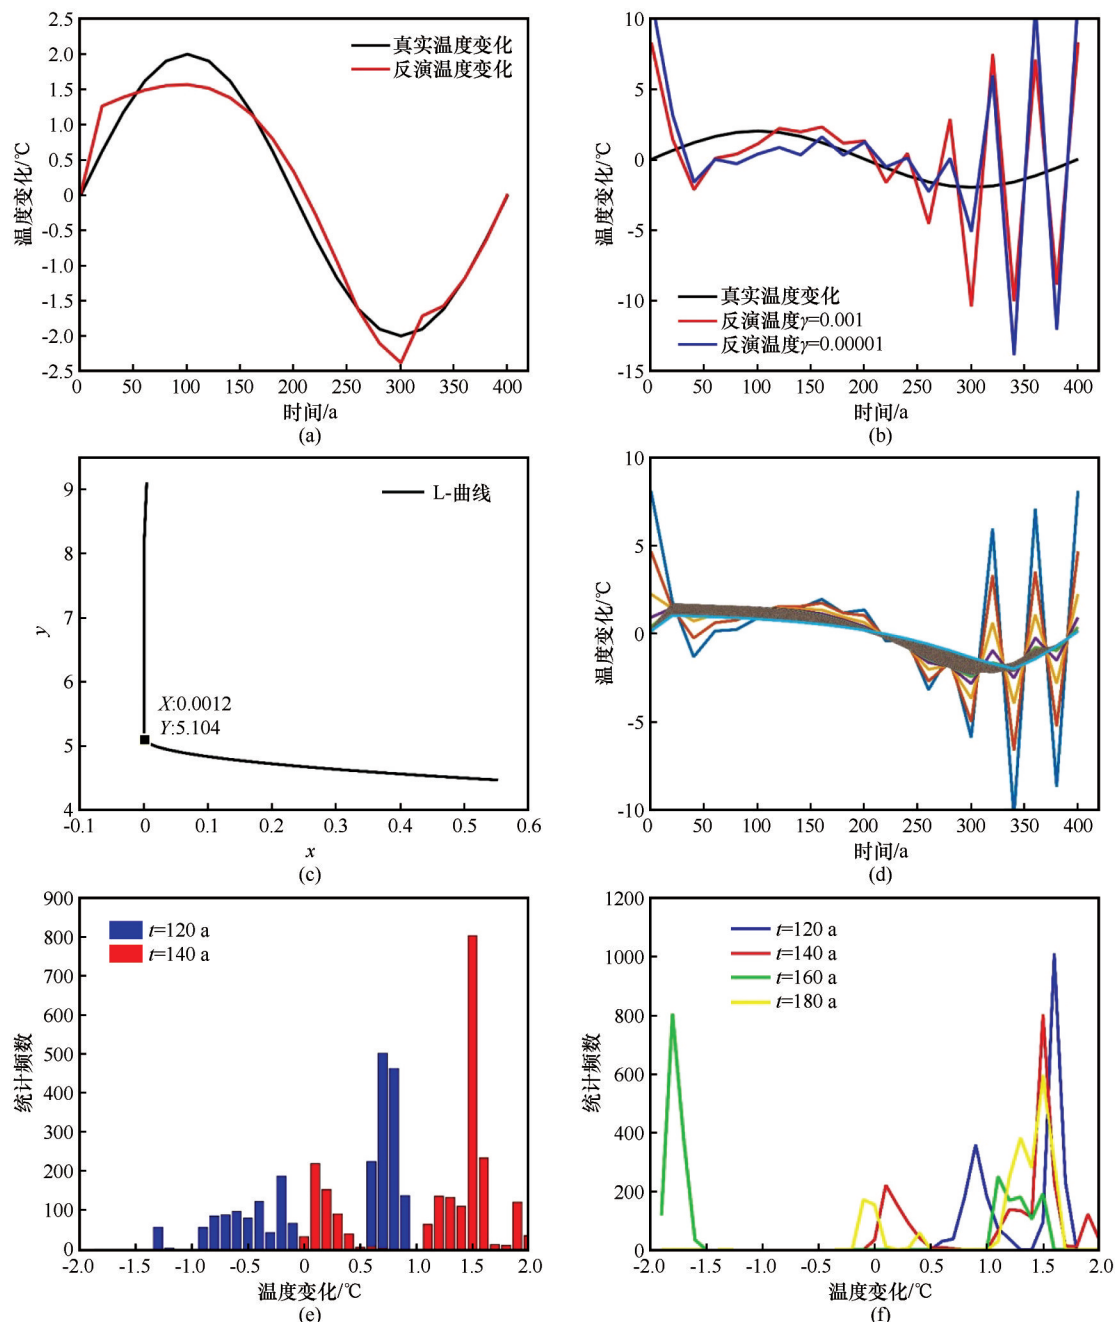 2.5
2.0
1.5
1.0
0.5
0
-0.5
-1.0
-1.5
-2.0
-2.5
温度变化/℃
真实温度变化
反演温度变化
0 50 100 150 200 250 300 350 400
时间/a
(a)
10
5
0
-5
-10
-15
温度变化/℃
真实温度变化
反演温度γ=0.001
反演温度γ=0.00001
0 50 100 150 200 250 300 350 400
时间/a
(b)
9
8
7
6
5
4
y
L-曲线
X:0.0012
Y:5.104
-0.1 0 0.1 0.2 0.3 0.4 0.5 0.6
x
(c)
10
5
0
-5
-10
温度变化/℃
0 50 100 150 200 250 300 350 400
时间/a
(d)
900
800
700
600
500
400
300
200
100
0
统计频数
t=120 a
t=140 a
-2.0 -1.5 -1.0 -0.5 0 0.5 1.0 1.5 2.0
温度变化/℃
(e)
1200
1000
800
600
400
200
0
统计频数
t=120 a
t=140 a
t=160 a
t=180 a
-2.0 -1.5 -1.0 -0.5 0 0.5 1.0 1.5 2.0
温度变化/℃
(f)